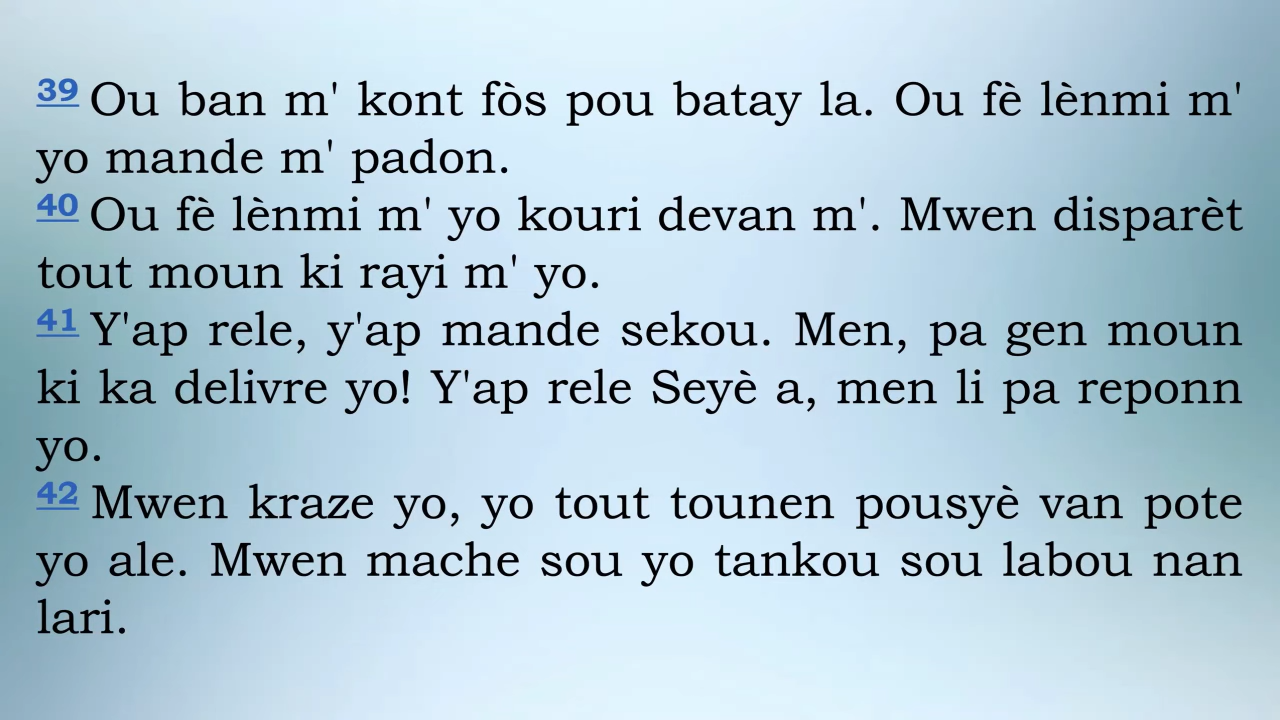 39 Ou ban m' kont fòs pou batay la. Ou fè lènmi m'
yo mande m' padon.
40 Ou fè lènmi m' yo kouri devan m'. Mwen disparèt
tout moun ki rayi m' yo.
41 Y'ap rele, y'ap mande sekou. Men, pa gen moun
ki ka delivre yo! Y'ap rele Seyè a, men li pa reponn
yo.
42 Mwen kraze yo, yo tout tounen pousyè van pote
yo ale. Mwen mache sou yo tankou sou labou nan
lari.